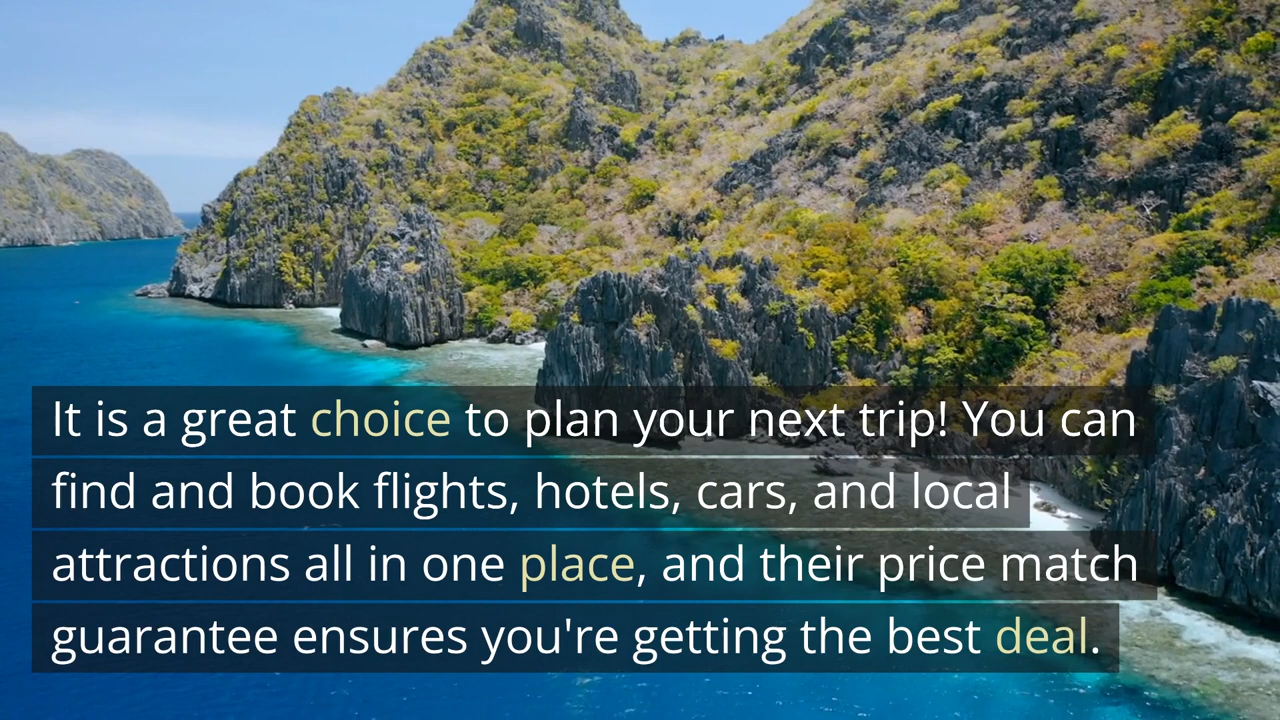 It is a great choice to plan your next trip! You can
find and book flights, hotels, cars, and local
attractions all in one place, and their price match
guarantee ensures you're getting the best deal.